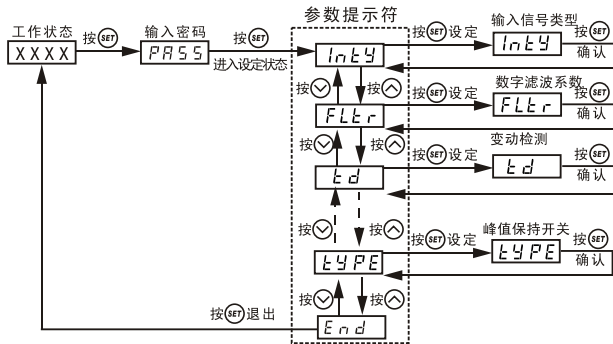 参数提示符
工作状态
XXXX
按SET
输入密码
PASS
按SET
进入设定状态
IntY
按SET设定
输入信号类型
IntY
按SET
确认
按
按
FLtr
按SET设定
数字滤波系数
FLtr
按SET
确认
按
按
td
按SET设定
变动检测
td
按SET
确认
按
按
tYPE
按SET设定
峰值保持开关
tYPE
按SET
确认
按
按
End
按SET退出